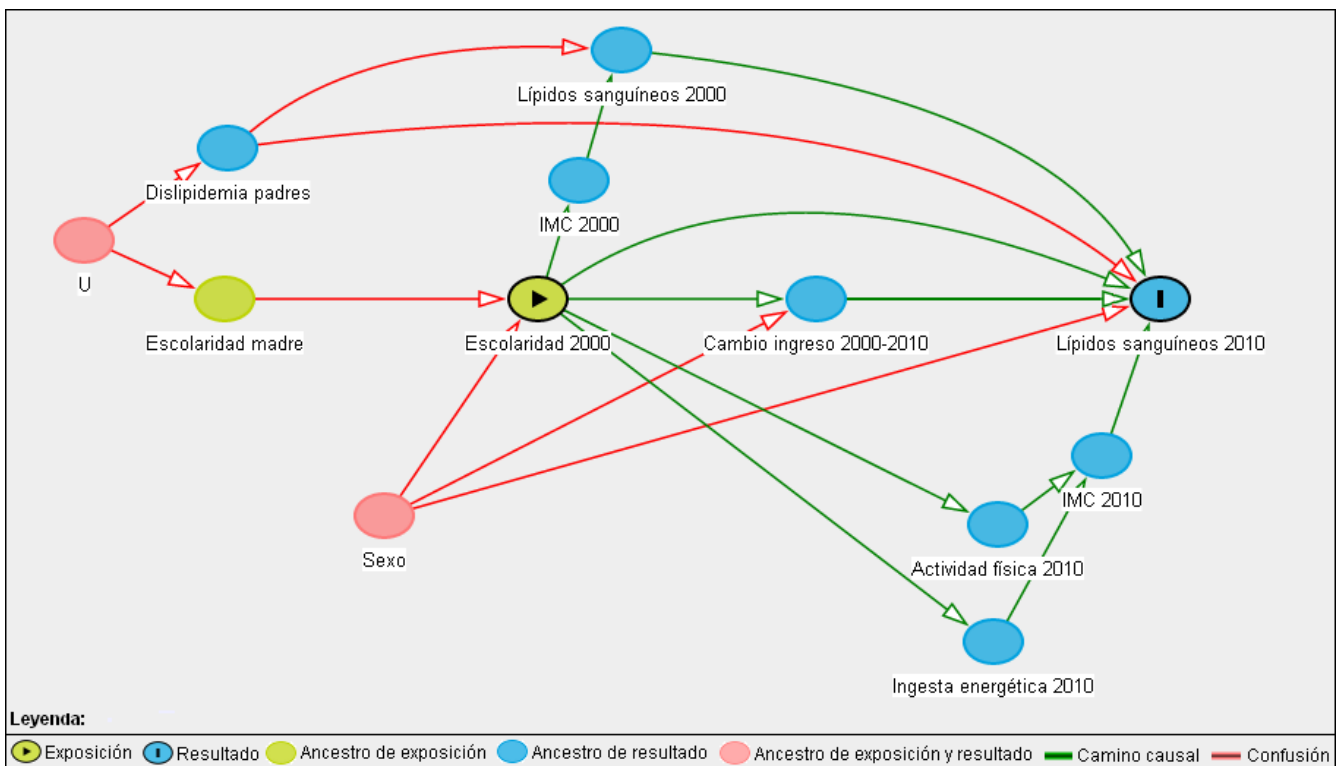 Lípidos sanguíneos 2000
Dislipidemia padres
IMC 2000
U
Escolaridad madre
Escolaridad 2000
Cambio ingreso 2000-2010
Lípidos sanguíneos 2010
IMC 2010
Sexo
Actividad física 2010
Ingesta energética 2010
Leyenda:
Exposición Resultado Ancestro de exposición Ancestro de resultado Ancestro de exposición y resultado Camino causal Confusión